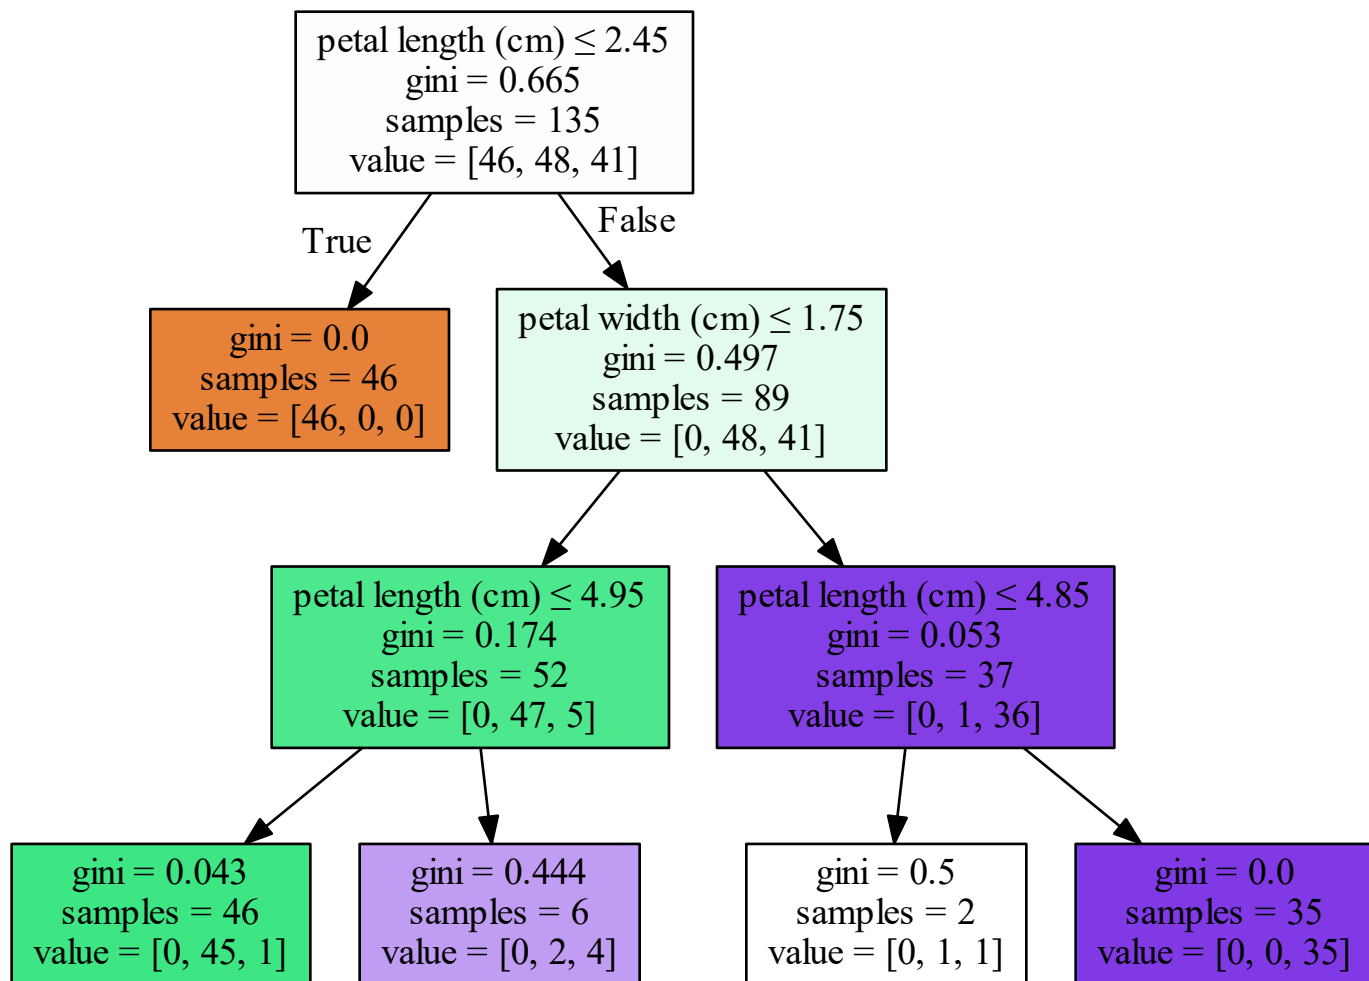 petal length (cm) ≤ 2.45
gini = 0.665
samples = 135
value = [46, 48, 41]
True
False
gini = 0.0
samples = 46
value = [46, 0, 0]
petal width (cm) ≤ 1.75
gini = 0.497
samples = 89
value = [0, 48, 41]
petal length (cm) ≤ 4.95
gini = 0.174
samples = 52
value = [0, 47, 5]
petal length (cm) ≤ 4.85
gini = 0.053
samples = 37
value = [0, 1, 36]
gini = 0.043
samples = 46
value = [0, 45, 1]
gini = 0.444
samples = 6
value = [0, 2, 4]
gini = 0.5
samples = 2
value = [0, 1, 1]
gini = 0.0
samples = 35
value = [0, 0, 35]